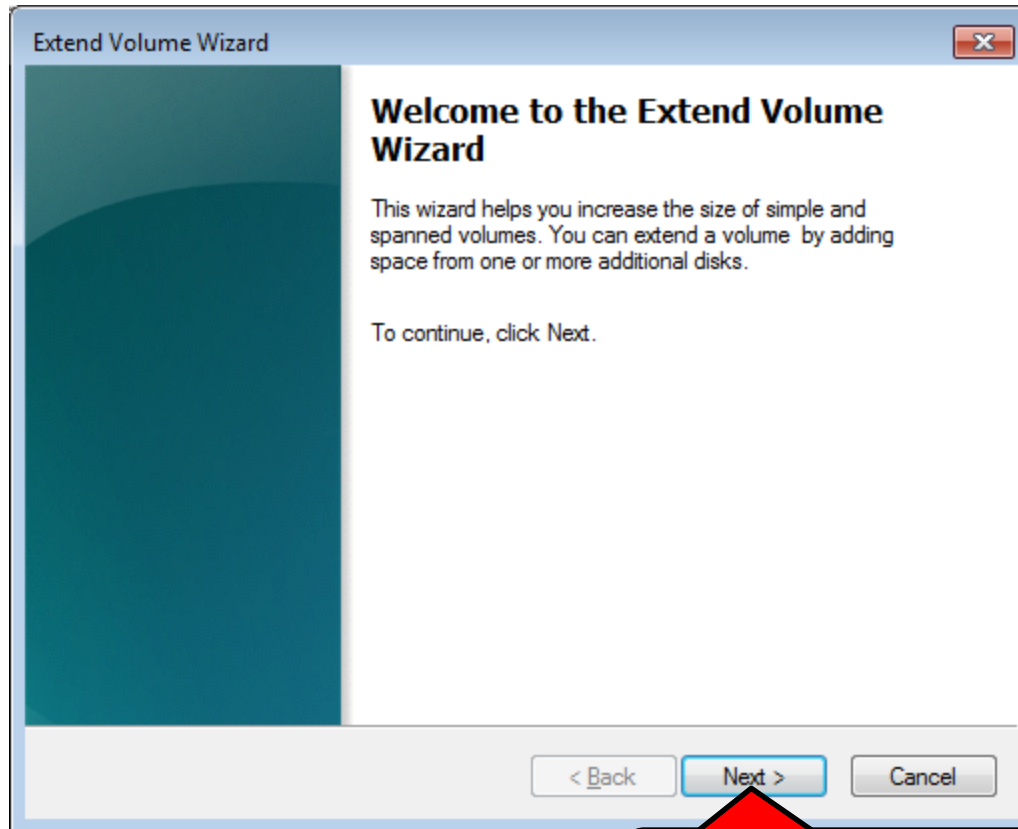 Extend Volume Wizard
Welcome to the Extend Volume
Wizard
This wizard helps you increase the size of simple and
spanned volumes. You can extend a volume by adding
space from one or more additional disks.
To continue, click Next.
< Back Next > Cancel